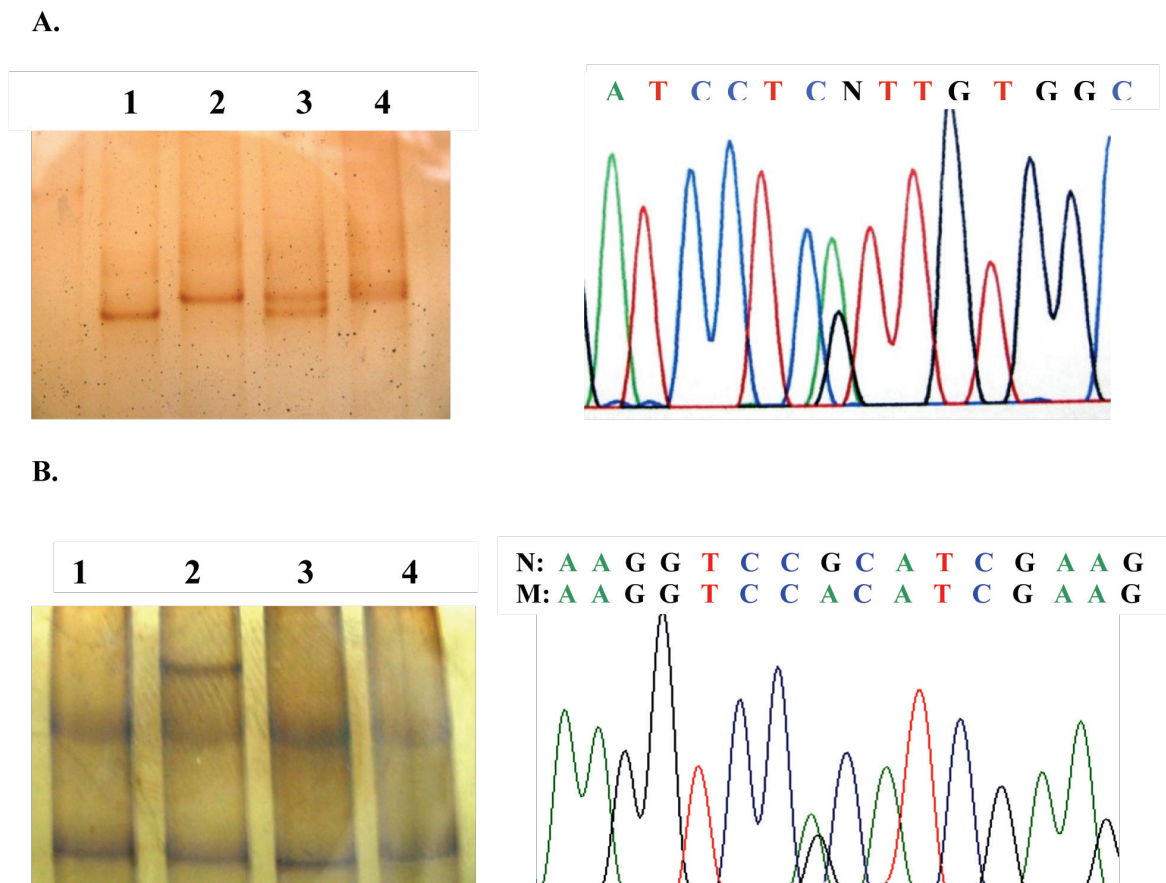 A.
1 2 3 4
A T C C T C N T T G T G G C
B.
1 2 3 4
N: A A G G T C C G C A T C G A A G
M: A A G G T C C A C A T C G A A G